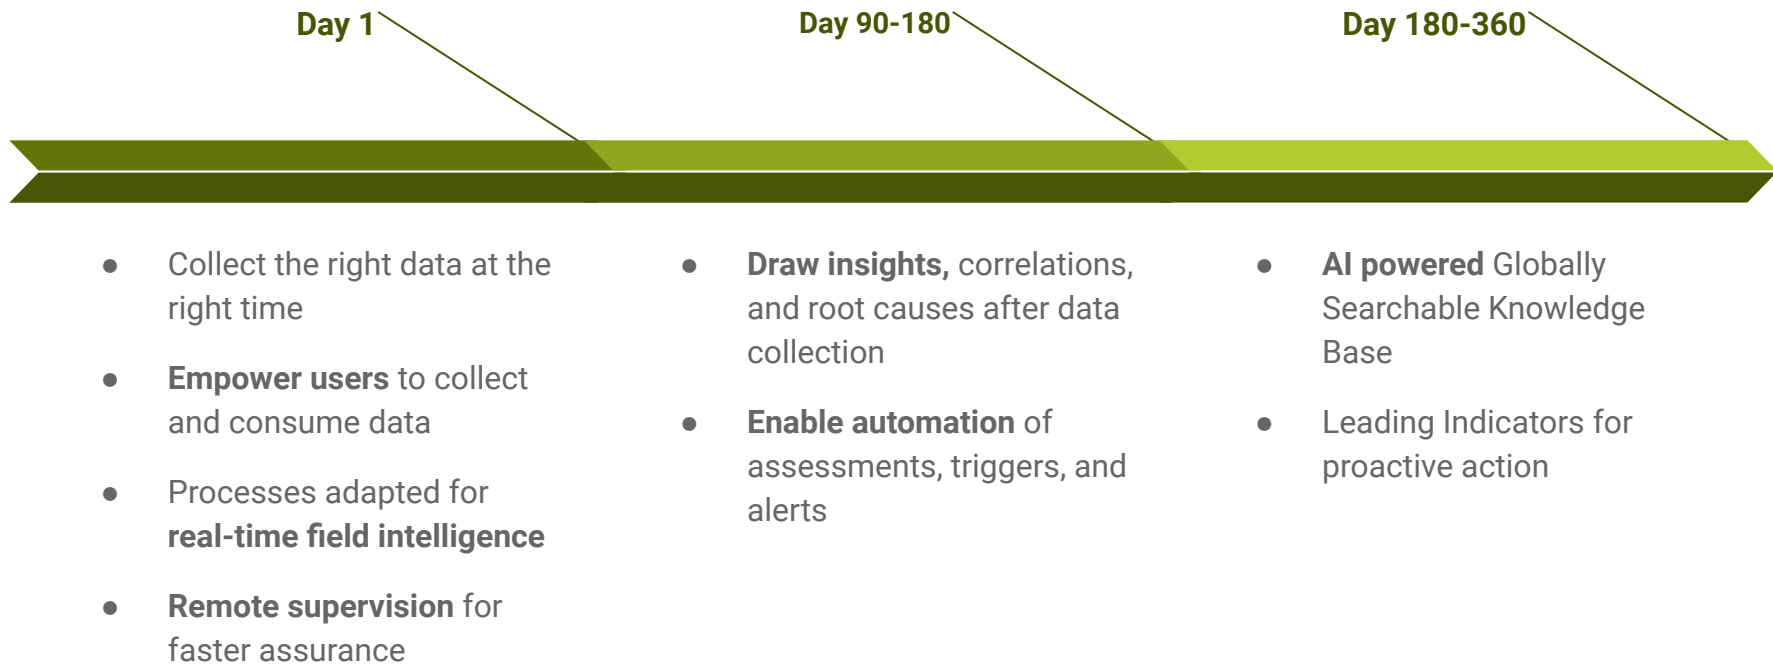 Day 1
Day 90-180
Day 180-360
● Collect the right data at the
right time
● Empower users to collect
and consume data
● Processes adapted for
real-time field intelligence
● Remote supervision for
faster assurance
● Draw insights, correlations,
and root causes after data
collection
● Enable automation of
assessments, triggers, and
alerts
● AI powered Globally
Searchable Knowledge
Base
● Leading Indicators for
proactive action